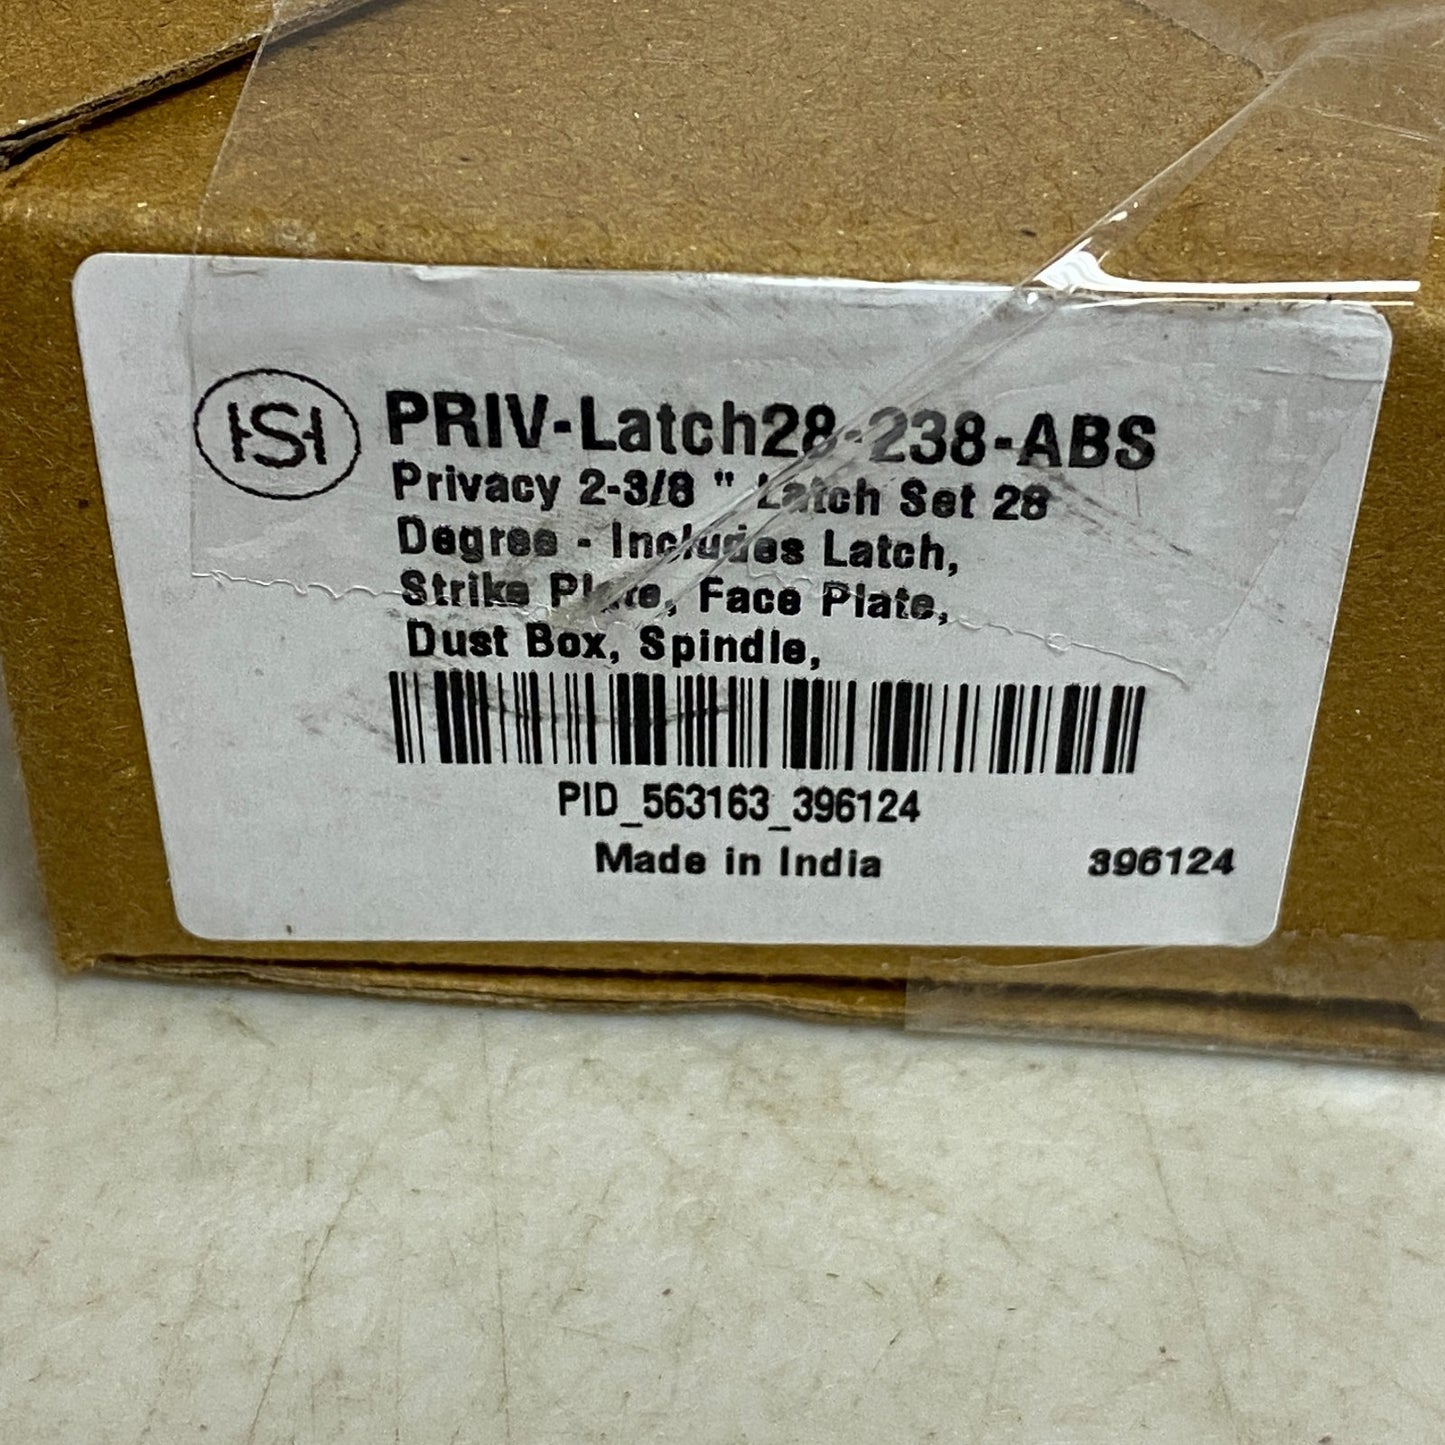 HSH
PRIV-Latch28-238-ABS
Privacy 2-3/8 " Latch Set 28
Degree - Includes Latch,
Strike Plate, Face Plate,
Dust Box, Spindle,
PID_563163_396124
Made in India
396124